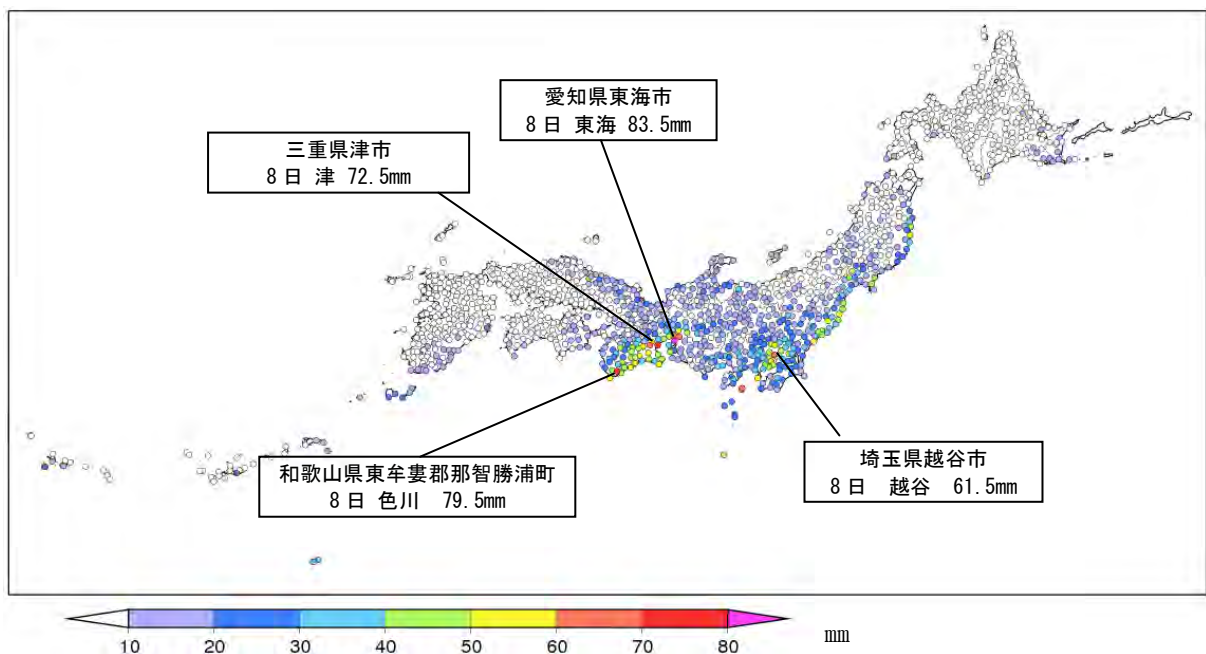 愛知県東海市
8日 東海 83.5mm
三重県津市
8日 津 72.5mm
和歌山県東牟婁郡那智勝浦町
8日 色川 79.5mm
埼玉県越谷市
8日 越谷 61.5mm
10 20 30 40 50 60 70 80 mm